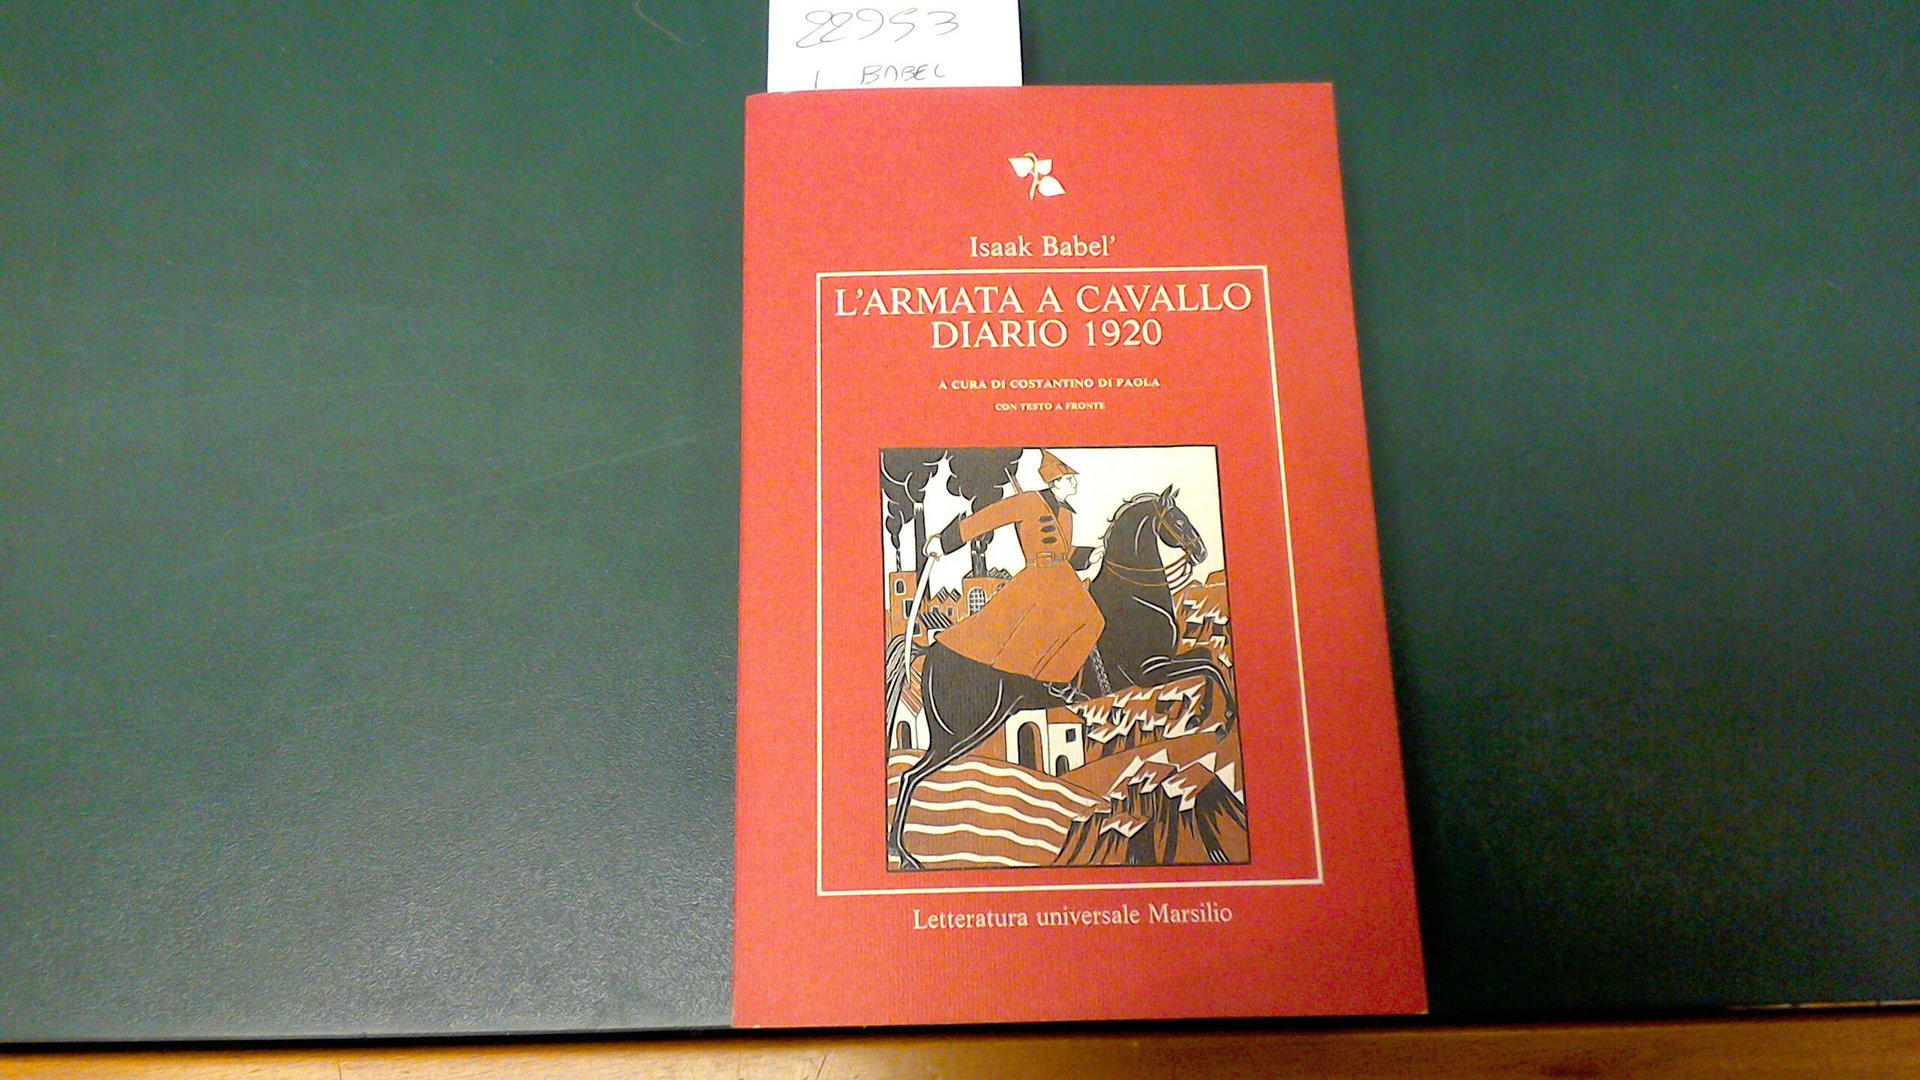 22953
1 BABEL
Isaak Babel'
L'ARMATA A CAVALLO
DIARIO 1920
A CURA DI COSTANTINO DI PAOLA
CON TESTO A FRONTE
Letteratura universale Marsilio